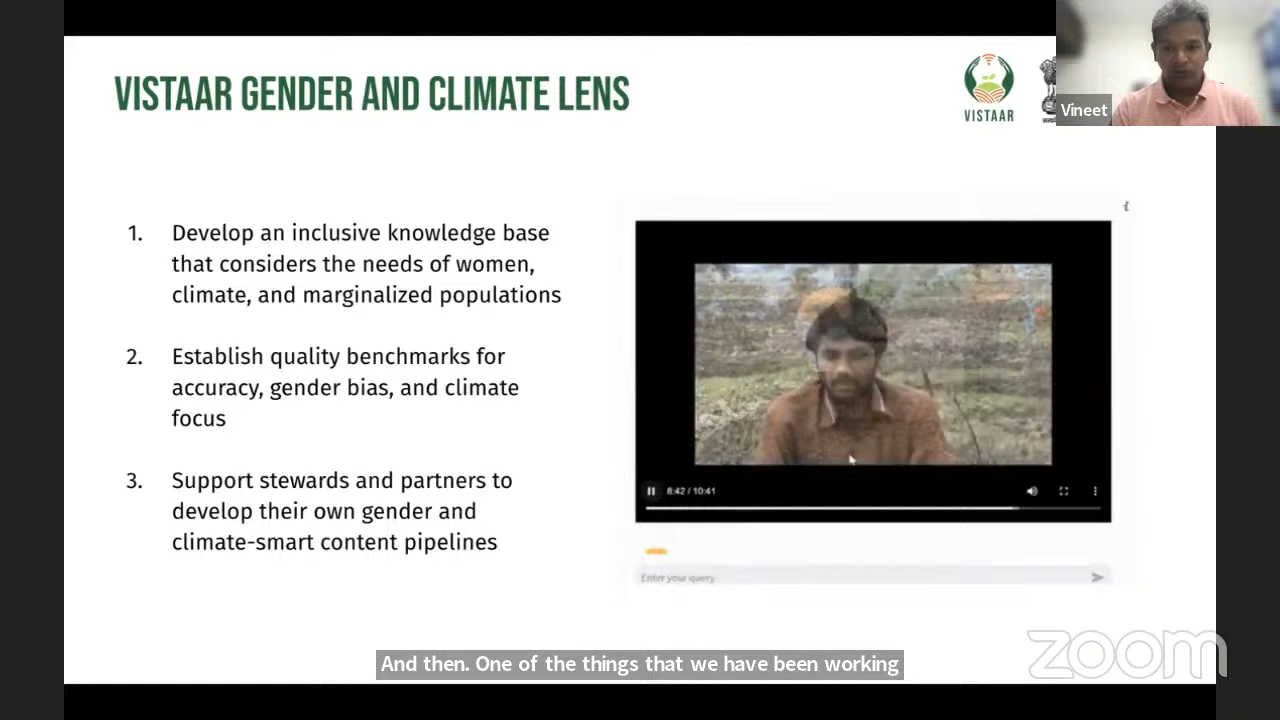 VISTAAR GENDER AND CLIMATE LENS
VISTAAR
Vineet
1. Develop an inclusive knowledge base
that considers the needs of women,
climate, and marginalized populations
2. Establish quality benchmarks for
accuracy, gender bias, and climate
focus
3. Support stewards and partners to
develop their own gender and
climate-smart content pipelines
i
8:42 / 10:41
Enter your query
And then. One of the things that we have been working
zoom